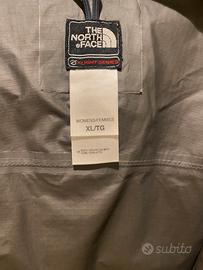 THE
NORTH
FACE
FLIGHT SERIES
WOMENS/FEMMES
XL/TG
subito